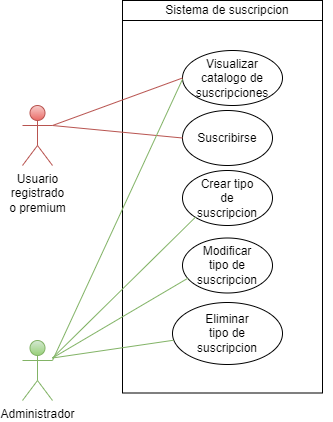 Sistema de suscripcion
Visualizar
catalogo de
suscripciones
Suscribirse
Usuario
registrado
o premium
Crear tipo
de
suscripcion
Modificar
tipo de
suscripcion
Eliminar
tipo de
suscripcion
Administrador